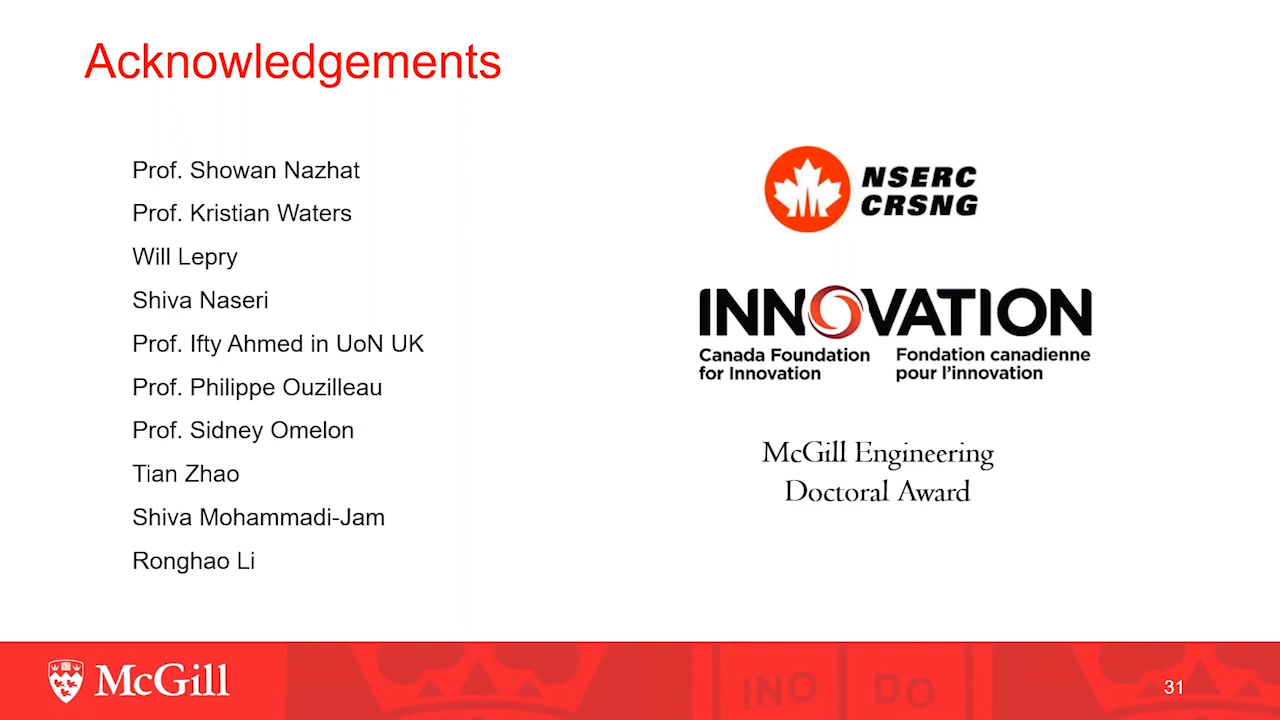 Acknowledgements
Prof. Showan Nazhat
Prof. Kristian Waters
Will Lepry
Shiva Naseri
Prof. Ifty Ahmed in UoN UK
Prof. Philippe Ouzilleau
Prof. Sidney Omelon
Tian Zhao
Shiva Mohammadi-Jam
Ronghao Li
NSERC
CRSNG
INNOVATION
Canada Foundation
for Innovation
Fondation canadienne
pour l'innovation
McGill Engineering
Doctoral Award
McGill
INO DO
31